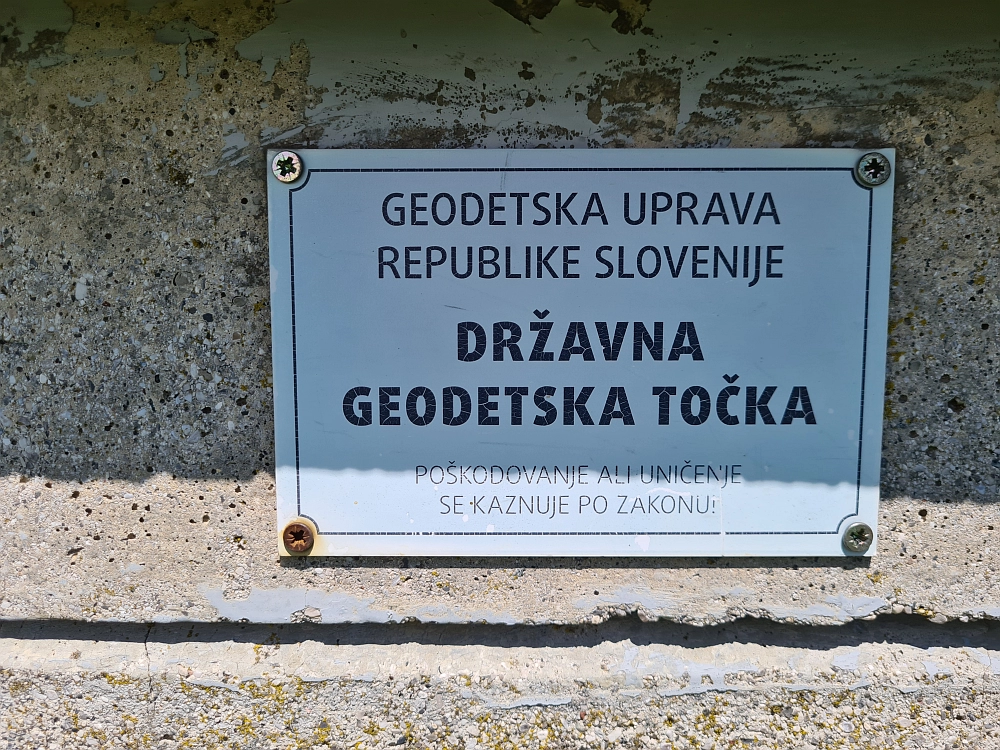 GEODETSKA UPRAVA
REPUBLIKE SLOVENIJE
DRŽAVNA
GEODETSKA TOČKA
POŠKODOVANJE ALI UNIČENJE
SE KAZNUJE PO ZAKONU!